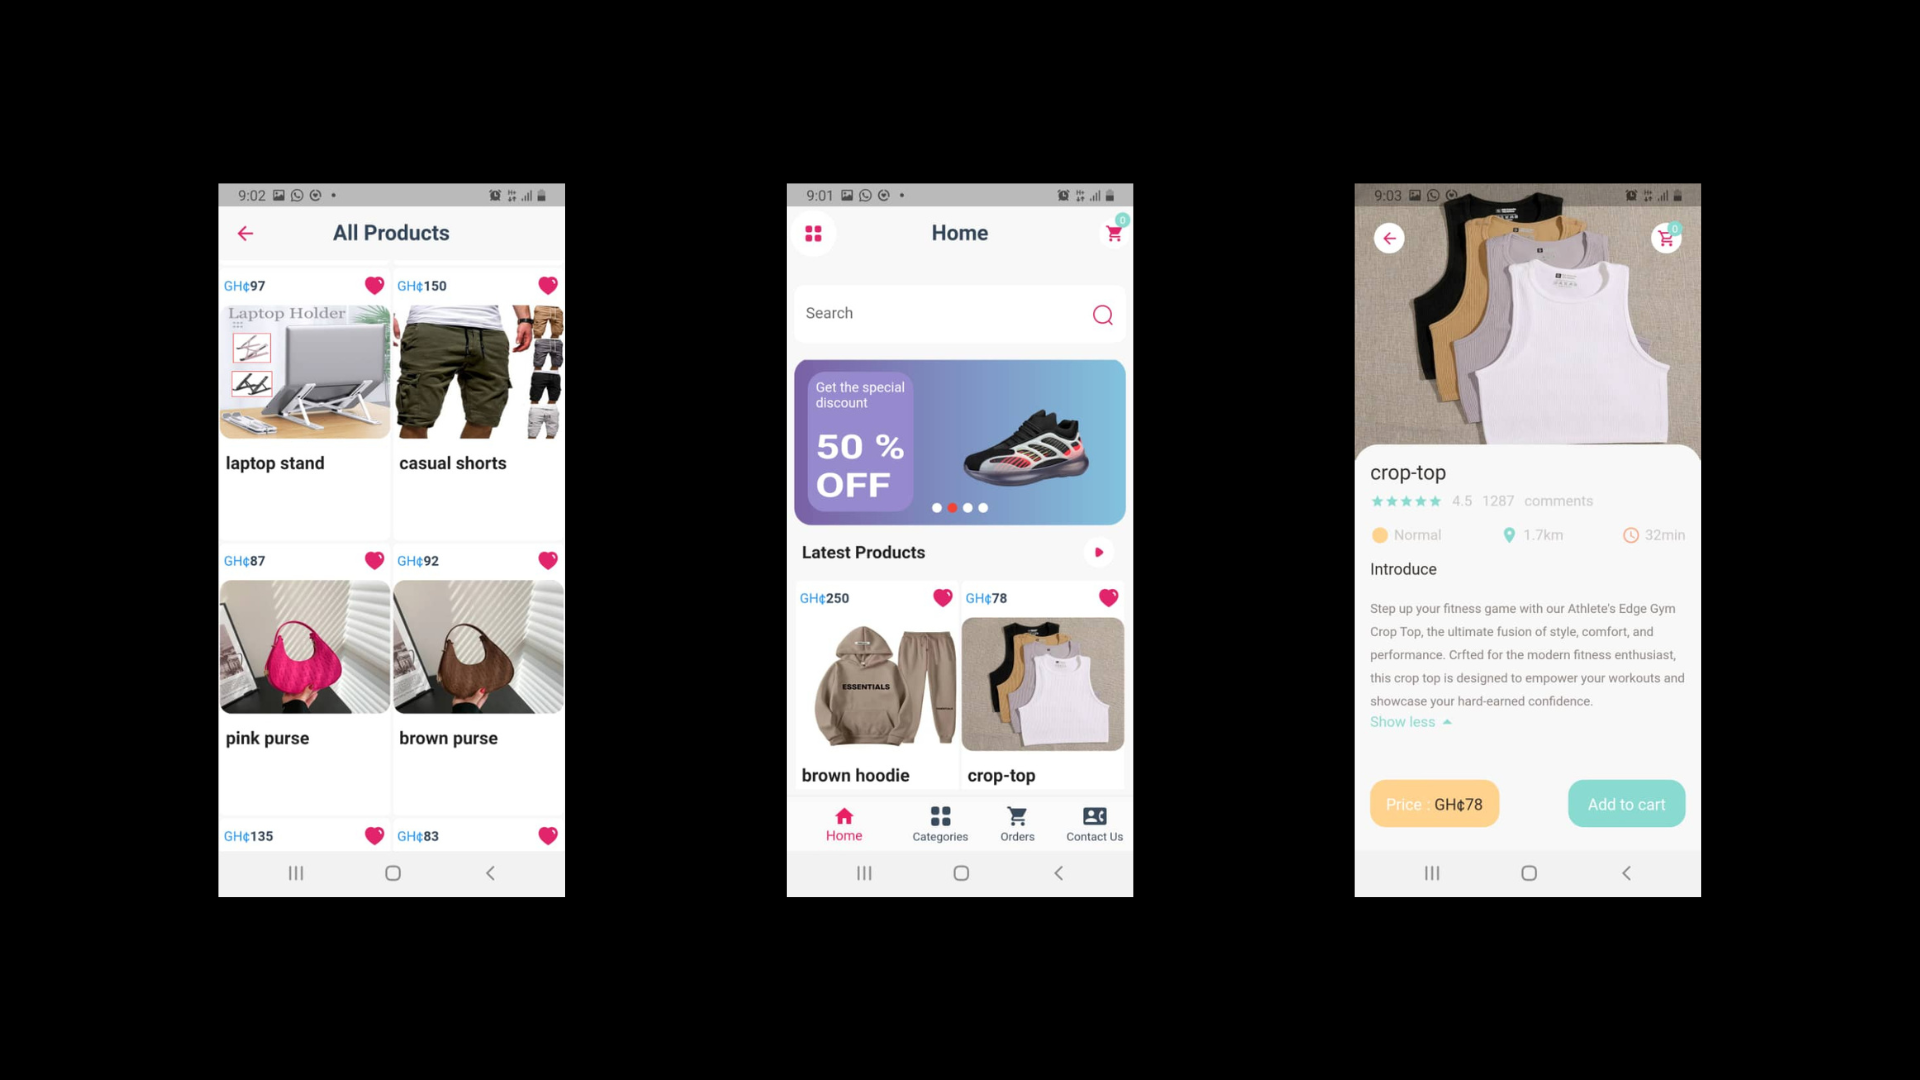 9:02
All Products
GH¢97
GH¢150
Laptop Holder
laptop stand
casual shorts
GH¢87
GH¢92
pink purse
brown purse
GH¢135
GH¢83
9:01
Home
0
Search
Get the special
discount
50 %
OFF
Latest Products
GH¢250
GH¢78
ESSENTIALS
brown hoodie
crop-top
Home
Categories
Orders
Contact Us
9:03
0
crop-top
4.5 1287 comments
Normal
1.7km
32min
Introduce
Step up your fitness game with our Athlete's Edge Gym
Crop Top, the ultimate fusion of style, comfort, and
performance. Crfted for the modern fitness enthusiast,
this crop top is designed to empower your workouts and
showcase your hard-earned confidence.
Show less
Price GH¢78
Add to cart